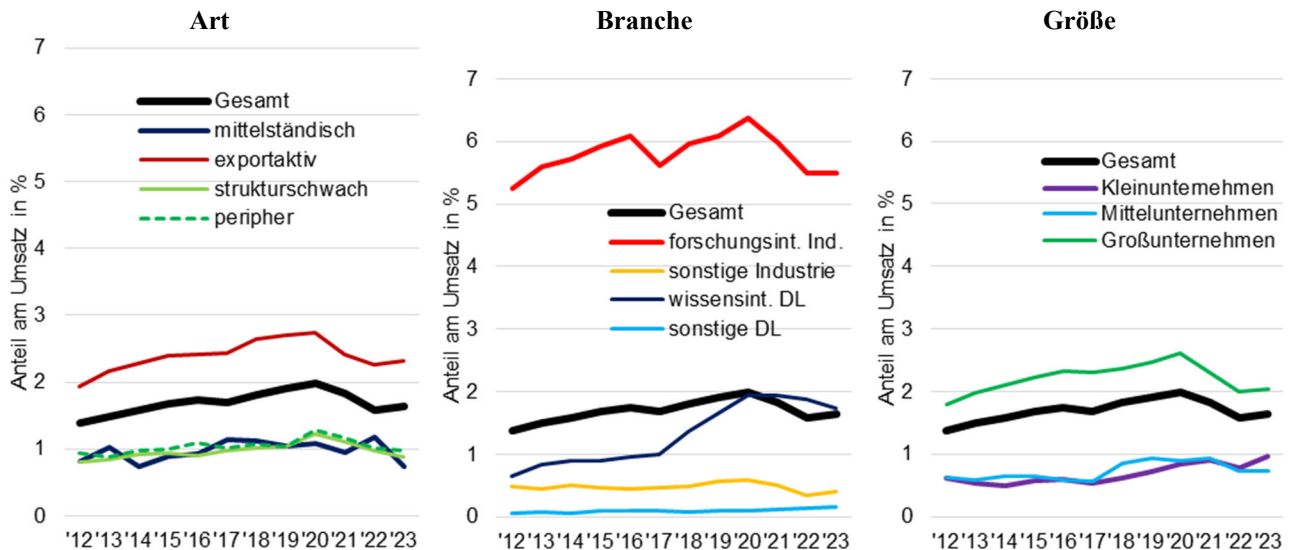 Art
Anteil am Umsatz in %
7
6
5
4
3
2
1
0
Gesamt
mittelständisch
exportaktiv
strukturschwach
peripher
'12 '13 '14 '15 '16 '17 '18 '19 '20 '21 '22 '23
Branche
Anteil am Umsatz in %
7
6
5
4
3
2
1
0
Gesamt
forschungsint. Ind.
sonstige Industrie
wissensint. DL
sonstige DL
'12 '13 '14 '15 '16 '17 '18 '19 '20 '21 '22 '23
Größe
Anteil am Umsatz in %
7
6
5
4
3
2
1
0
Gesamt
Kleinunternehmen
Mittelunternehmen
Großunternehmen
'12 '13 '14 '15 '16 '17 '18 '19 '20 '21 '22 '23